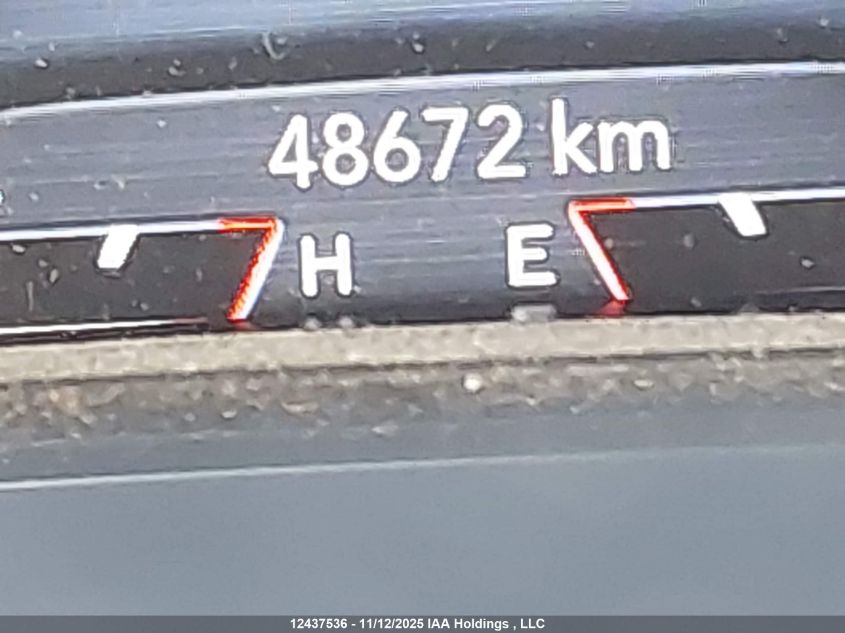 48672 km
H E
12437536 - 11/12/2025 IAA Holdings , LLC